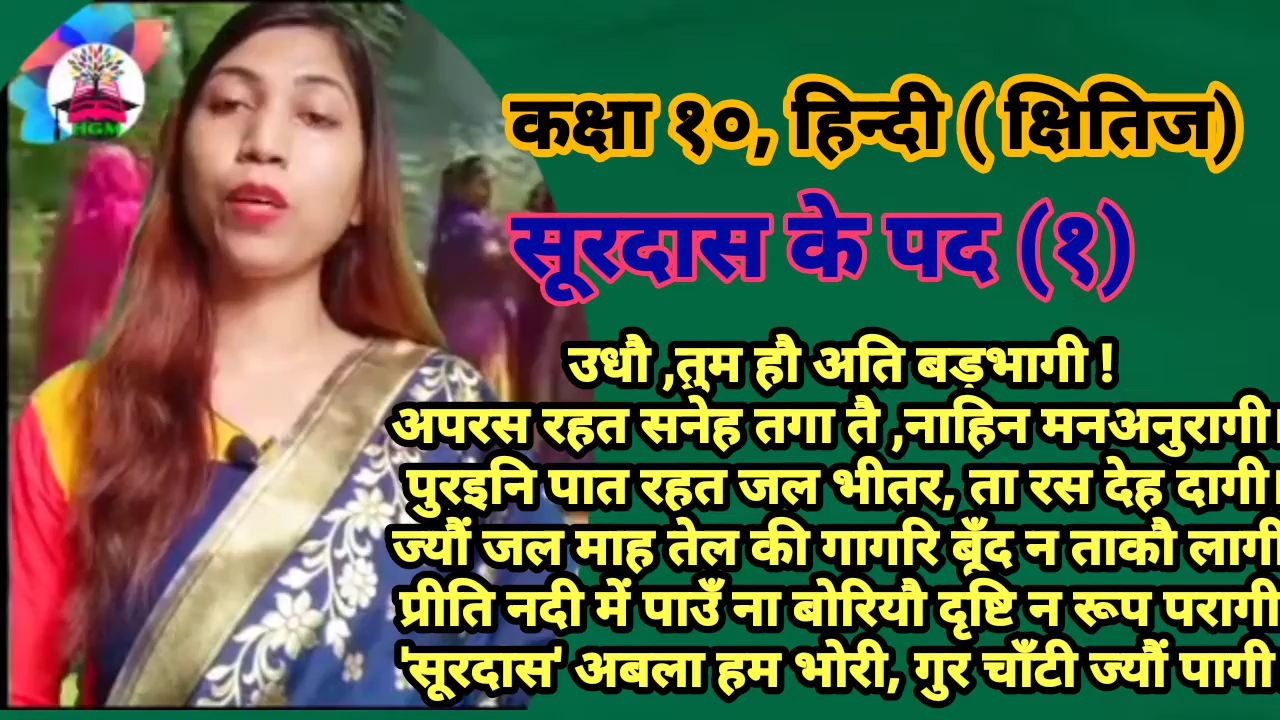 HGM
कक्षा १०, हिन्दी ( क्षितिज)
सूरदास के पद (१)
उधौ ,तुम हौ अति बड़भागी !
अपरस रहत सनेह तगा तै ,नाहिन मनअनुरागी।
पुरइनि पात रहत जल भीतर, ता रस देह दागी।
ज्यौं जल माह तेल की गागरि बूँद न ताकौ लागी
प्रीति नदी में पाउँ ना बोरियौ दृष्टि न रूप परागी
'सूरदास' अबला हम भोरी, गुर चाँटी ज्यौं पागी